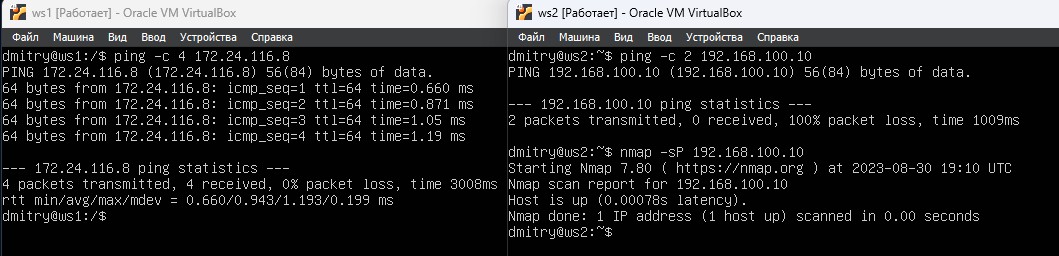 ws1 [Работает] - Oracle VM VirtualBox
Файл Машина Вид Ввод Устройства Справка
dmitry@ws1:/$ ping -c 4 172.24.116.8
PING 172.24.116.8 (172.24.116.8) 56(84) bytes of data.
64 bytes from 172.24.116.8: icmp_seq=1 ttl=64 time=0.660 ms
64 bytes from 172.24.116.8: icmp_seq=2 ttl=64 time=0.871 ms
64 bytes from 172.24.116.8: icmp_seq=3 ttl=64 time=1.05 ms
64 bytes from 172.24.116.8: icmp_seq=4 ttl=64 time=1.19 ms
--- 172.24.116.8 ping statistics ---
4 packets transmitted, 4 received, 0% packet loss, time 3008ms
rtt min/avg/max/mdev = 0.660/0.943/1.193/0.199 ms
dmitry@ws1:/$
ws2 [Работает] - Oracle VM VirtualBox
Файл Машина Вид Ввод Устройства Справка
dmitry@ws2:~$ ping -c 2 192.168.100.10
PING 192.168.100.10 (192.168.100.10) 56(84) bytes of data.
--- 192.168.100.10 ping statistics ---
2 packets transmitted, 0 received, 100% packet loss, time 1009ms
dmitry@ws2:~$ nmap -sP 192.168.100.10
Starting Nmap 7.80 ( https://nmap.org ) at 2023-08-30 19:10 UTC
Nmap scan report for 192.168.100.10
Host is up (0.00078s latency).
Nmap done: 1 IP address (1 host up) scanned in 0.00 seconds
dmitry@ws2:~$